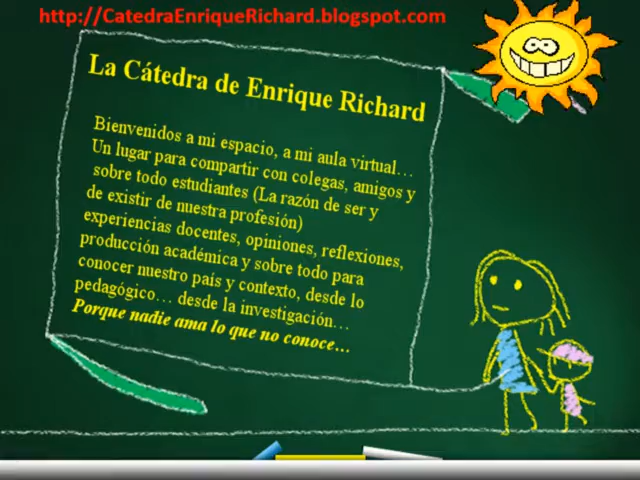 http://CatedraEnriqueRichard.blogspot.com
La Cátedra de Enrique Richard
Bienvenidos a mi espacio, a mi aula virtual…
Un lugar para compartir con colegas, amigos y
sobre todo estudiantes (La razón de ser y
de existir de nuestra profesión)
experiencias docentes, opiniones, reflexiones,
producción académica y sobre todo para
conocer nuestro país y contexto, desde lo
pedagógico… desde la investigación…
Porque nadie ama lo que no conoce…